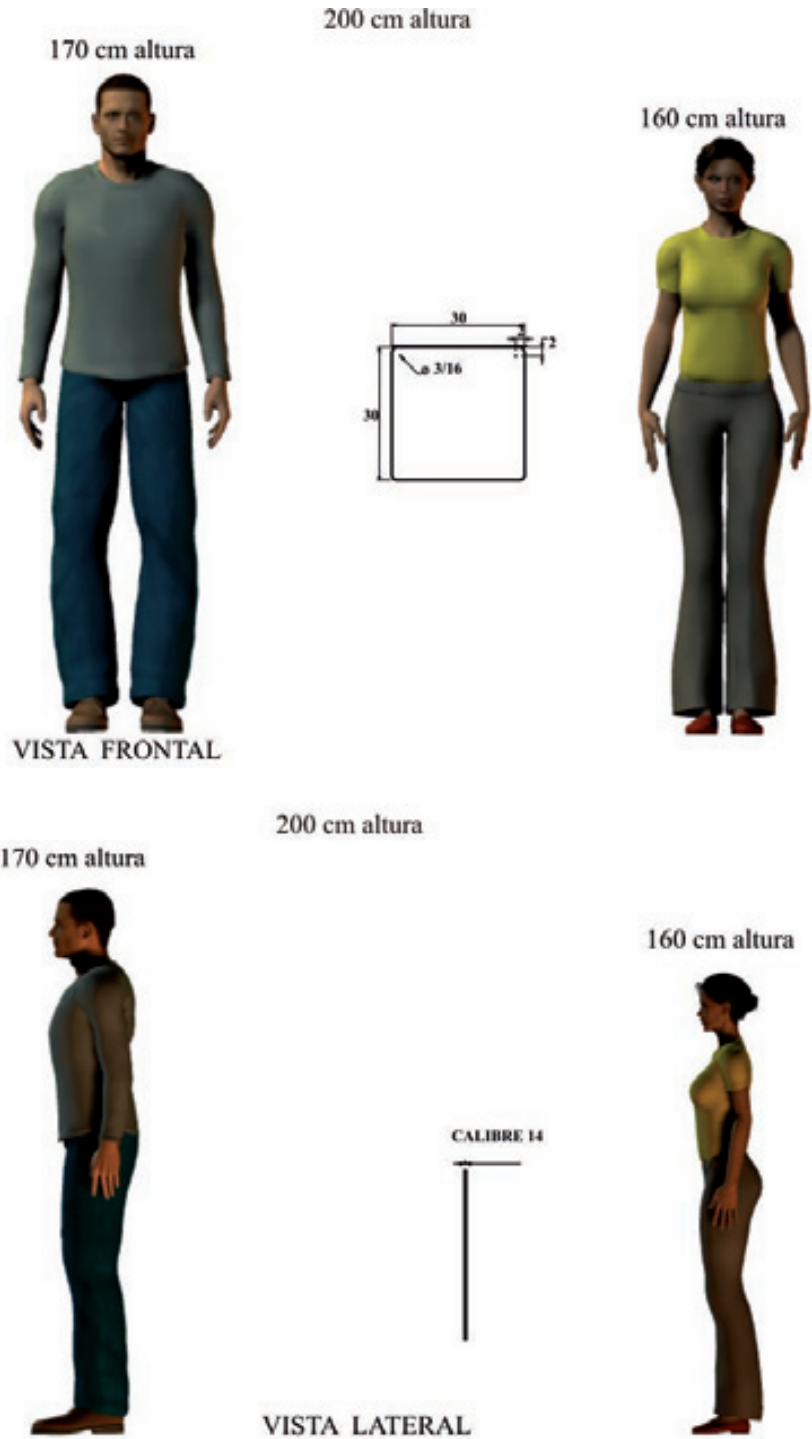 200 cm altura
170 cm altura
160 cm altura
30
2
2
ø 3/16
30
VISTA FRONTAL
200 cm altura
170 cm altura
160 cm altura
CALIBRE 14
VISTA LATERAL